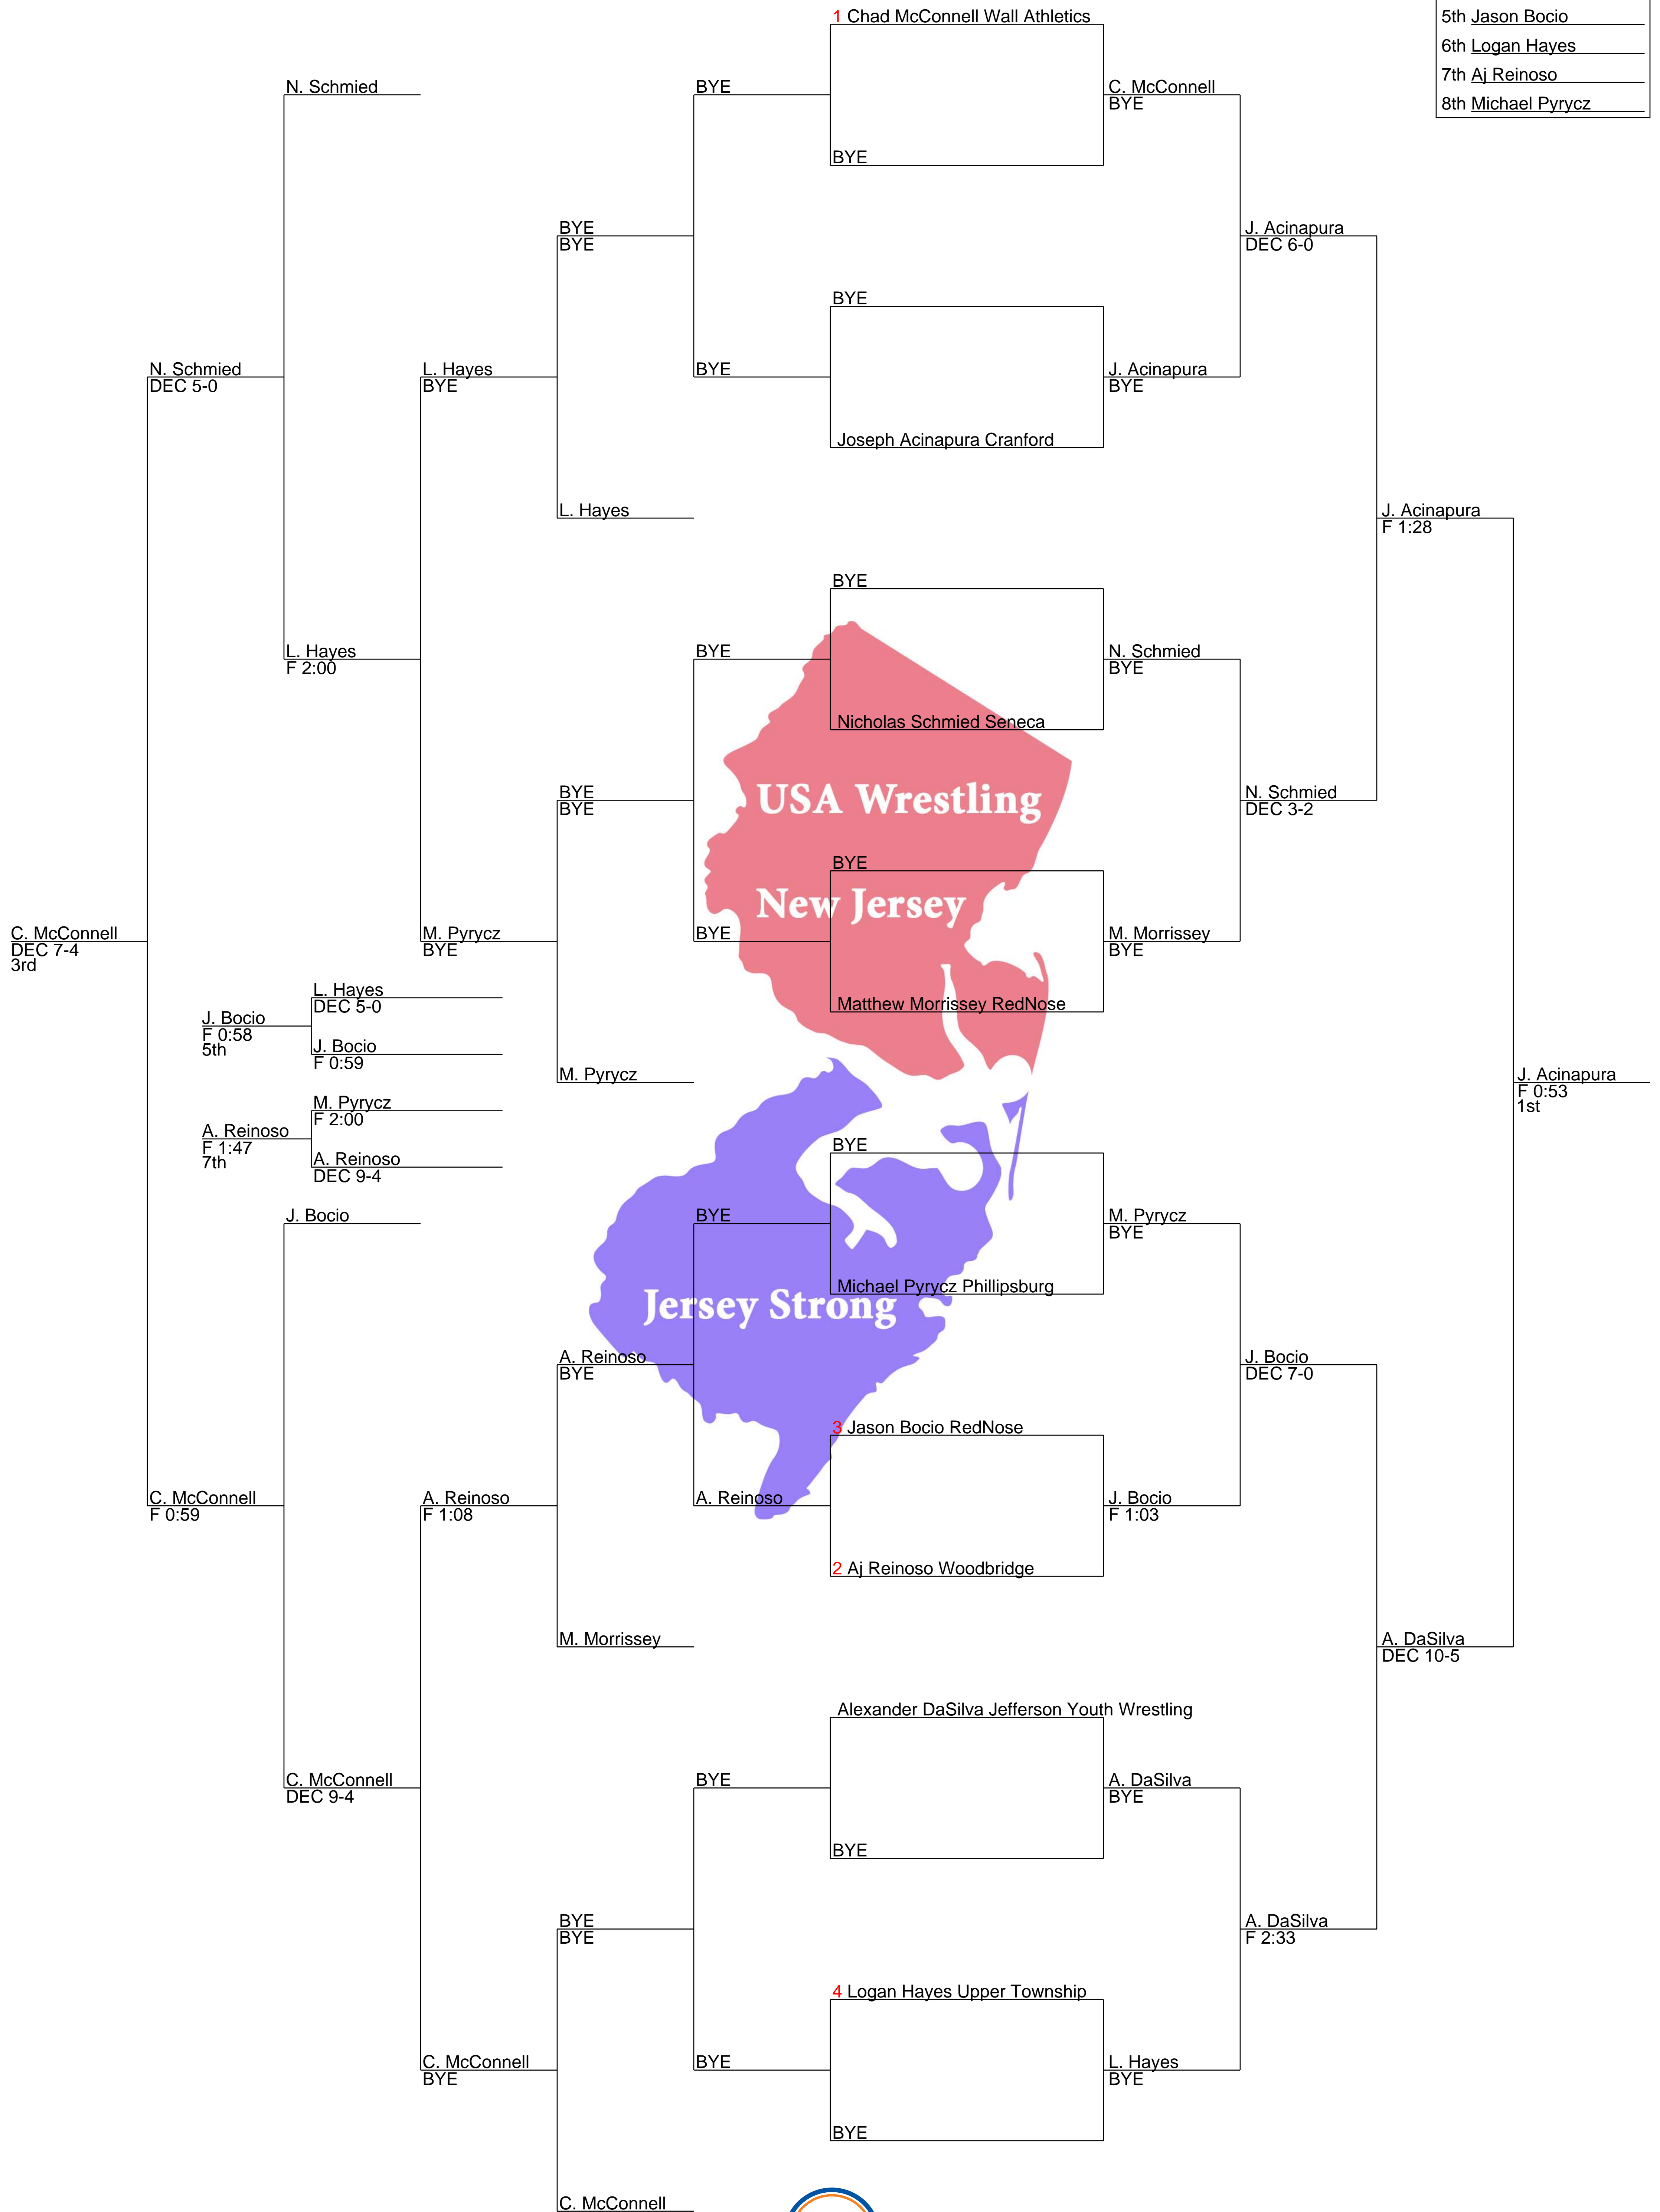 1 Chad McConnell Wall Athletics
5th Jason Bocio
6th Logan Hayes
7th Aj Reinoso
8th Michael Pyrycz
N. Schmied
BYE
C. McConnell
BYE
BYE
BYE
BYE
J. Acinapura
DEC 6-0
BYE
N. Schmied
DEC 5-0
L. Hayes
BYE
BYE
J. Acinapura
BYE
Joseph Acinapura Cranford
L. Hayes
J. Acinapura
F 1:28
BYE
L. Hayes
F 2:00
BYE
N. Schmied
BYE
Nicholas Schmied Seneca
USA Wrestling
BYE
BYE
N. Schmied
DEC 3-2
BYE
New Jersey
C. McConnell
DEC 7-4
3rd
M. Pyrycz
BYE
BYE
M. Morrissey
BYE
Matthew Morrissey RedNose
L. Hayes
DEC 5-0
J. Bocio
F 0:58
5th
J. Bocio
F 0:59
M. Pyrycz
J. Acinapura
F 0:53
1st
M. Pyrycz
F 2:00
A. Reinoso
F 1:47
7th
A. Reinoso
DEC 9-4
BYE
J. Bocio
BYE
M. Pyrycz
BYE
Michael Pyrycz Phillipsburg
Jersey Strong
A. Reinoso
BYE
J. Bocio
DEC 7-0
3 Jason Bocio RedNose
C. McConnell
F 0:59
A. Reinoso
F 1:08
A. Reinoso
J. Bocio
F 1:03
2 Aj Reinoso Woodbridge
M. Morrissey
A. DaSilva
DEC 10-5
Alexander DaSilva Jefferson Youth Wrestling
C. McConnell
DEC 9-4
BYE
A. DaSilva
BYE
BYE
BYE
BYE
A. DaSilva
F 2:33
4 Logan Hayes Upper Township
C. McConnell
BYE
BYE
L. Hayes
BYE
BYE
C. McConnell